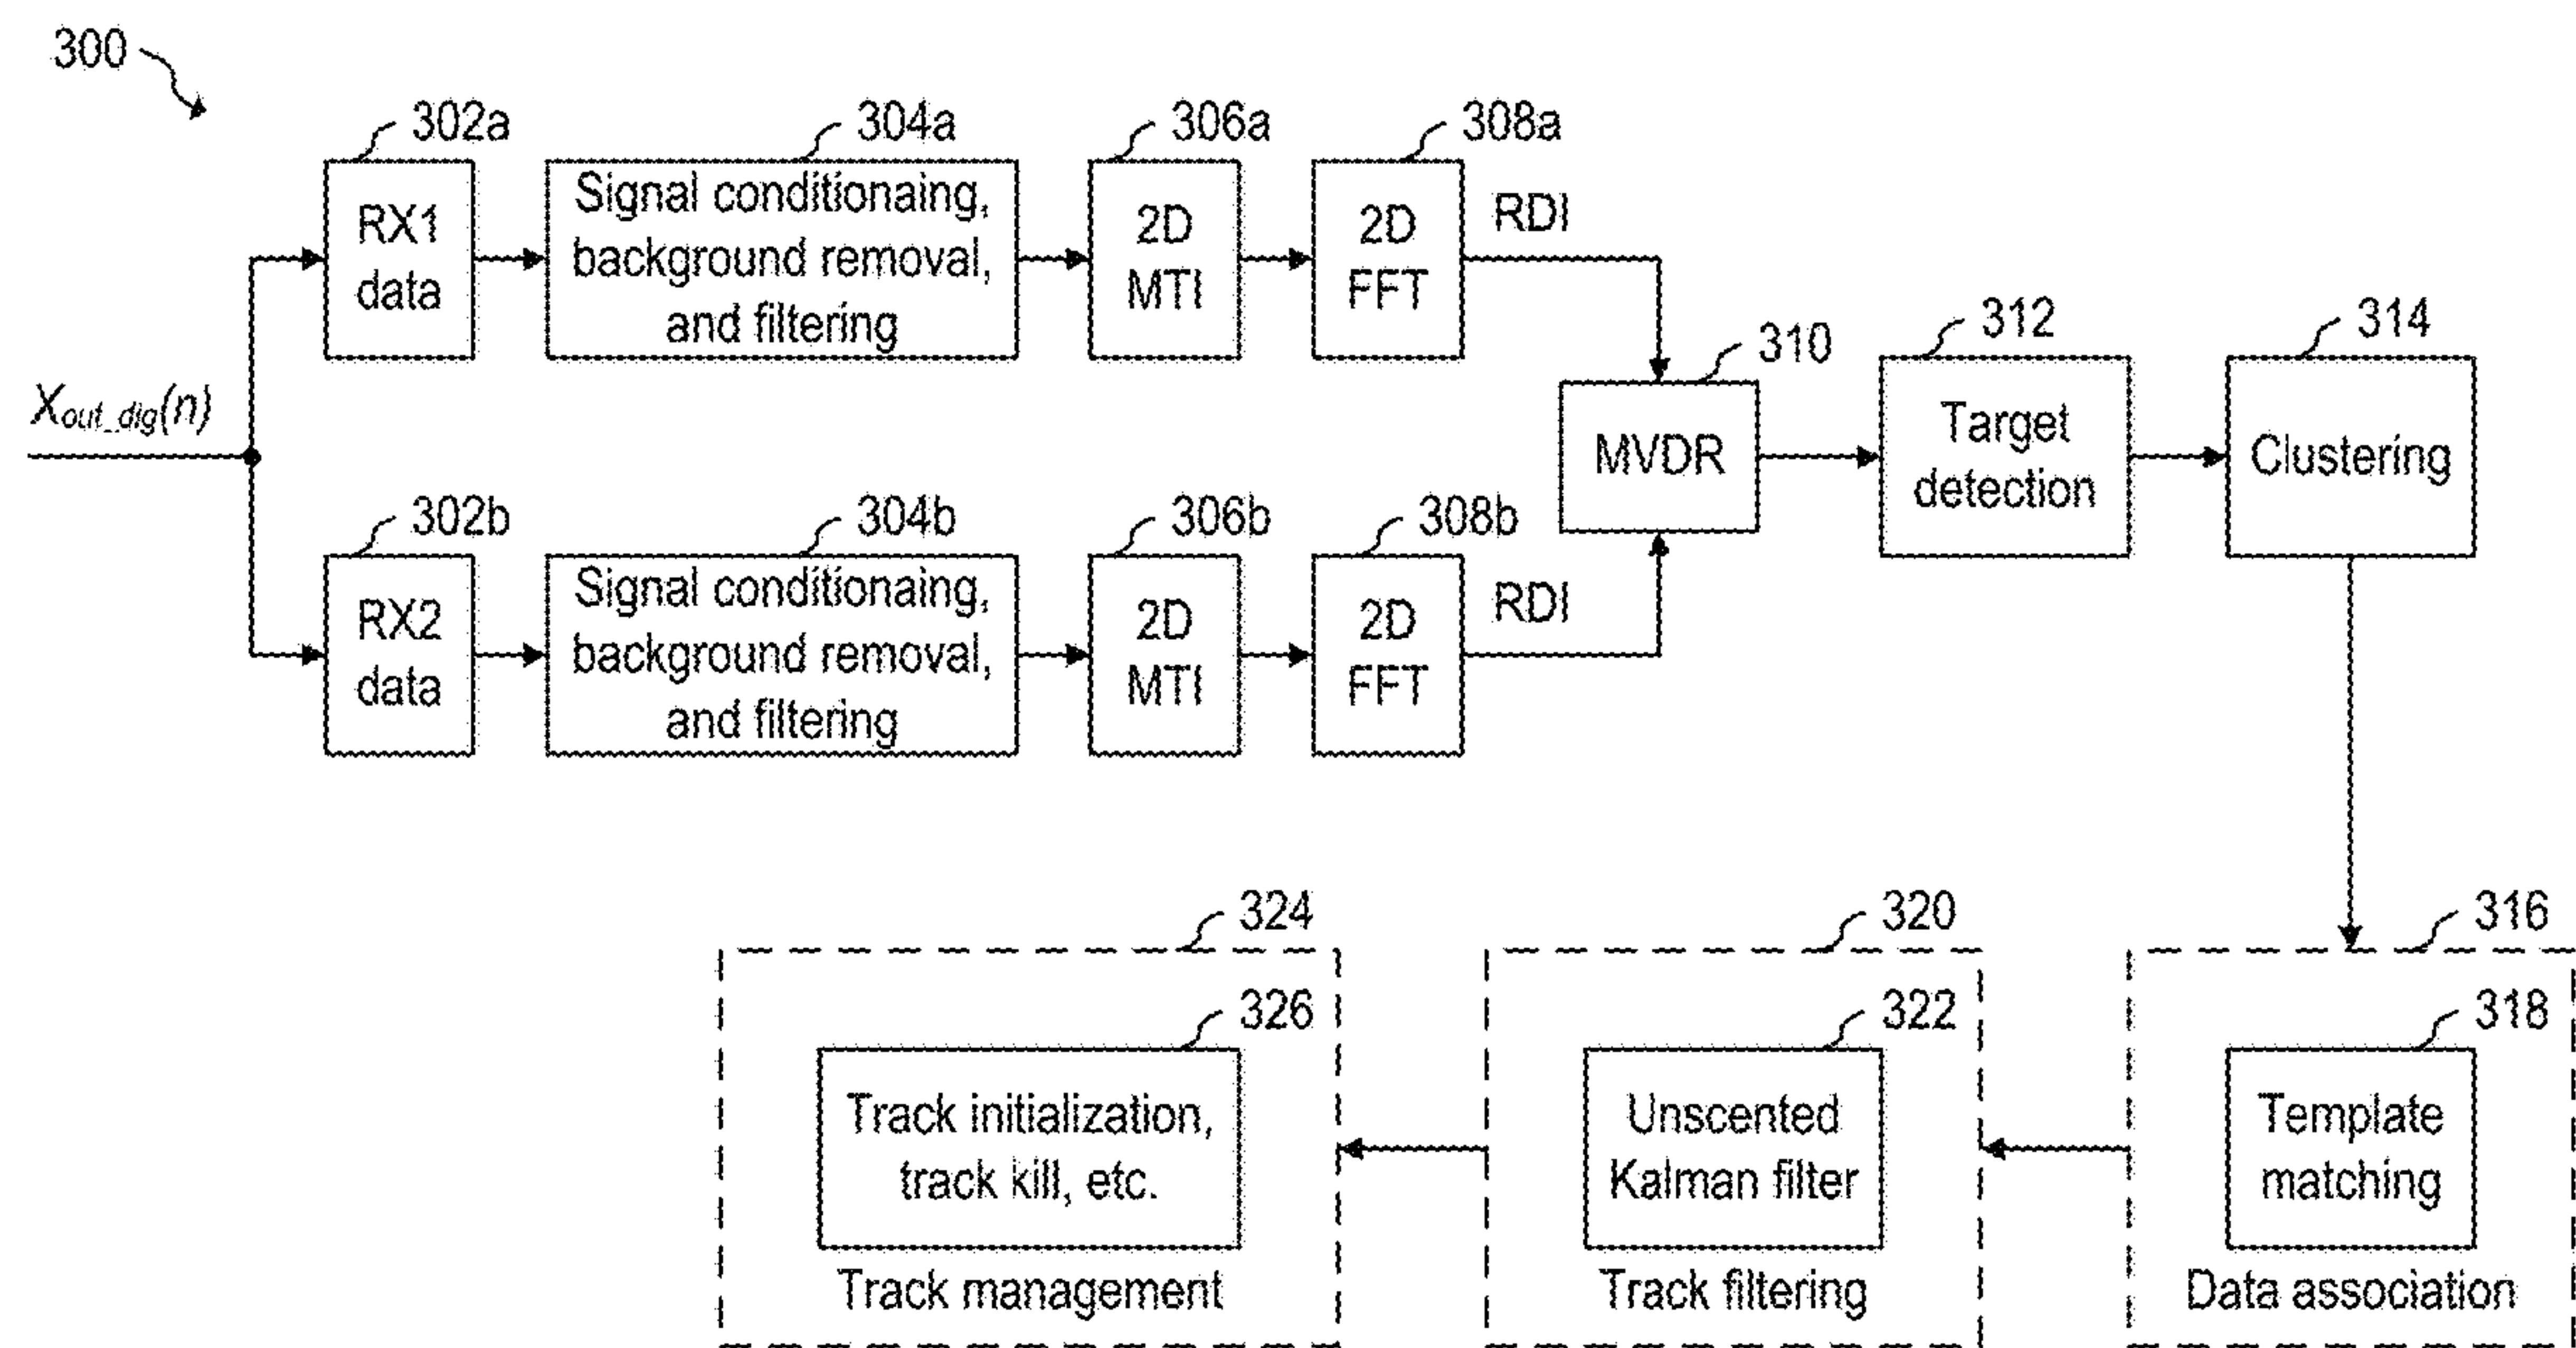 300
302a
304a
306a
308a
RX1
data
Signal conditionaing,
background removal,
and filtering
2D
MTI
2D
FFT
RDI
Xout_dig(n)
310
312
314
MVDR
Target
detection
Clustering
302b
304b
306b
308b
RX2
data
Signal conditionaing,
background removal,
and filtering
2D
MTI
2D
FFT
RDI
324
320
316
326
322
318
Track initialization,
track kill, etc.
Unscented
Kalman filter
Template
matching
Track management
Track filtering
Data association